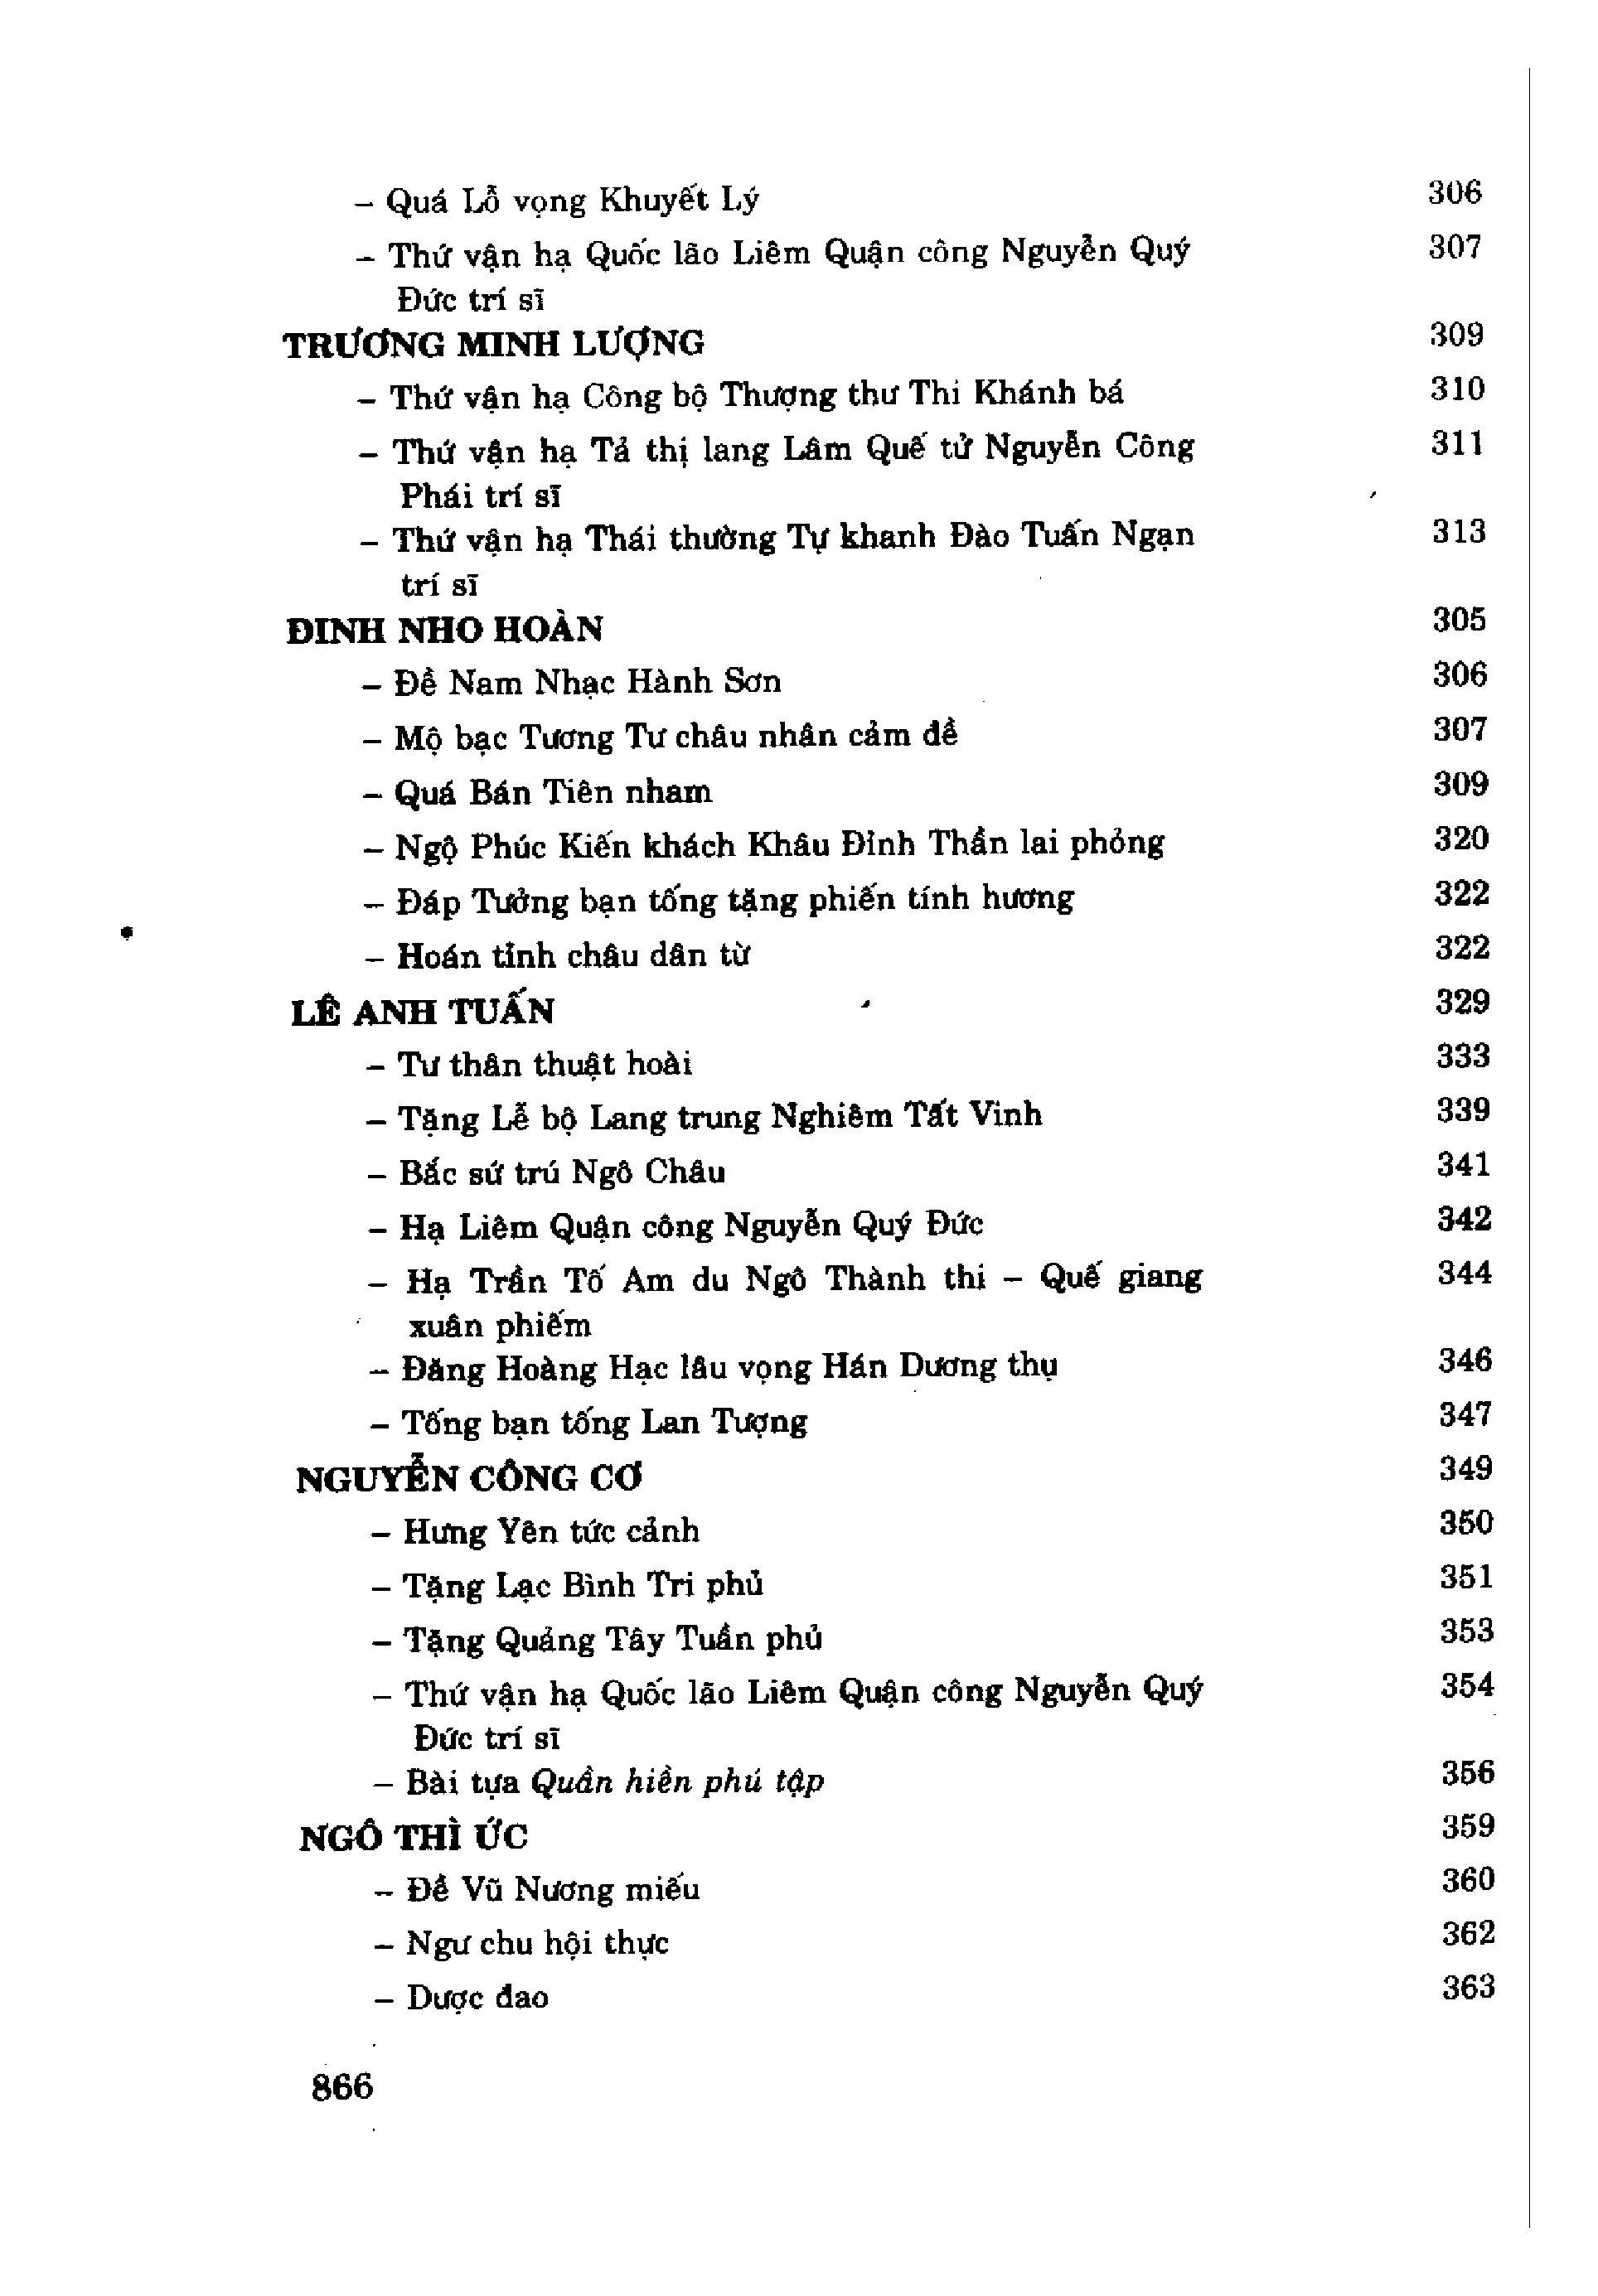 – Quá Lỗ vọng Khuyết Lý 306
– Thứ vận hạ Quốc lão Liêm Quận công Nguyễn Quý 307
Đức trí sĩ
TRƯƠNG MINH LƯỢNG 309
– Thứ vận hạ Công bộ Thượng thư Thi Khánh bá 310
– Thứ vận hạ Tả thị lang Lâm Quế tử Nguyễn Công 311
Phái trí sĩ
– Thứ vận hạ Thái thường Tự khanh Đào Tuấn Ngạn 313
trí sĩ
ĐINH NHO HOÀN 305
– Đề Nam Nhạc Hành Sơn 306
– Mộ bạc Tương Tư châu nhân cảm đề 307
– Quá Bán Tiên nham 309
– Ngộ Phúc Kiến khách Khâu Đỉnh Thần lai phỏng 320
– Đáp Tưởng bạn tống tặng phiến tính hương 322
– Hoán tỉnh châu dân từ 322
LÊ ANH TUẤN 329
– Tư thân thuật hoài 333
– Tặng Lễ bộ Lang trung Nghiêm Tất Vinh 339
– Bắc sứ trú Ngô Châu 341
– Hạ Liêm Quận công Nguyễn Quý Đức 342
– Hạ Trần Tố Am du Ngô Thành thi – Quế giang 344
xuân phiếm
– Đăng Hoàng Hạc lâu vọng Hán Dương thụ 346
– Tống bạn tống Lan Tượng 347
NGUYỄN CÔNG CƠ 349
– Hưng Yên tức cảnh 350
– Tặng Lạc Bình Tri phủ 351
– Tặng Quảng Tây Tuần phủ 353
– Thứ vận hạ Quốc lão Liêm Quận công Nguyễn Quý 354
Đức trí sĩ
– Bài tựa Quần hiền phú tập 356
NGÔ THÌ ỨC 359
– Đề Vũ Nương miếu 360
– Ngư chu hội thực 362
– Dược đao 363
866